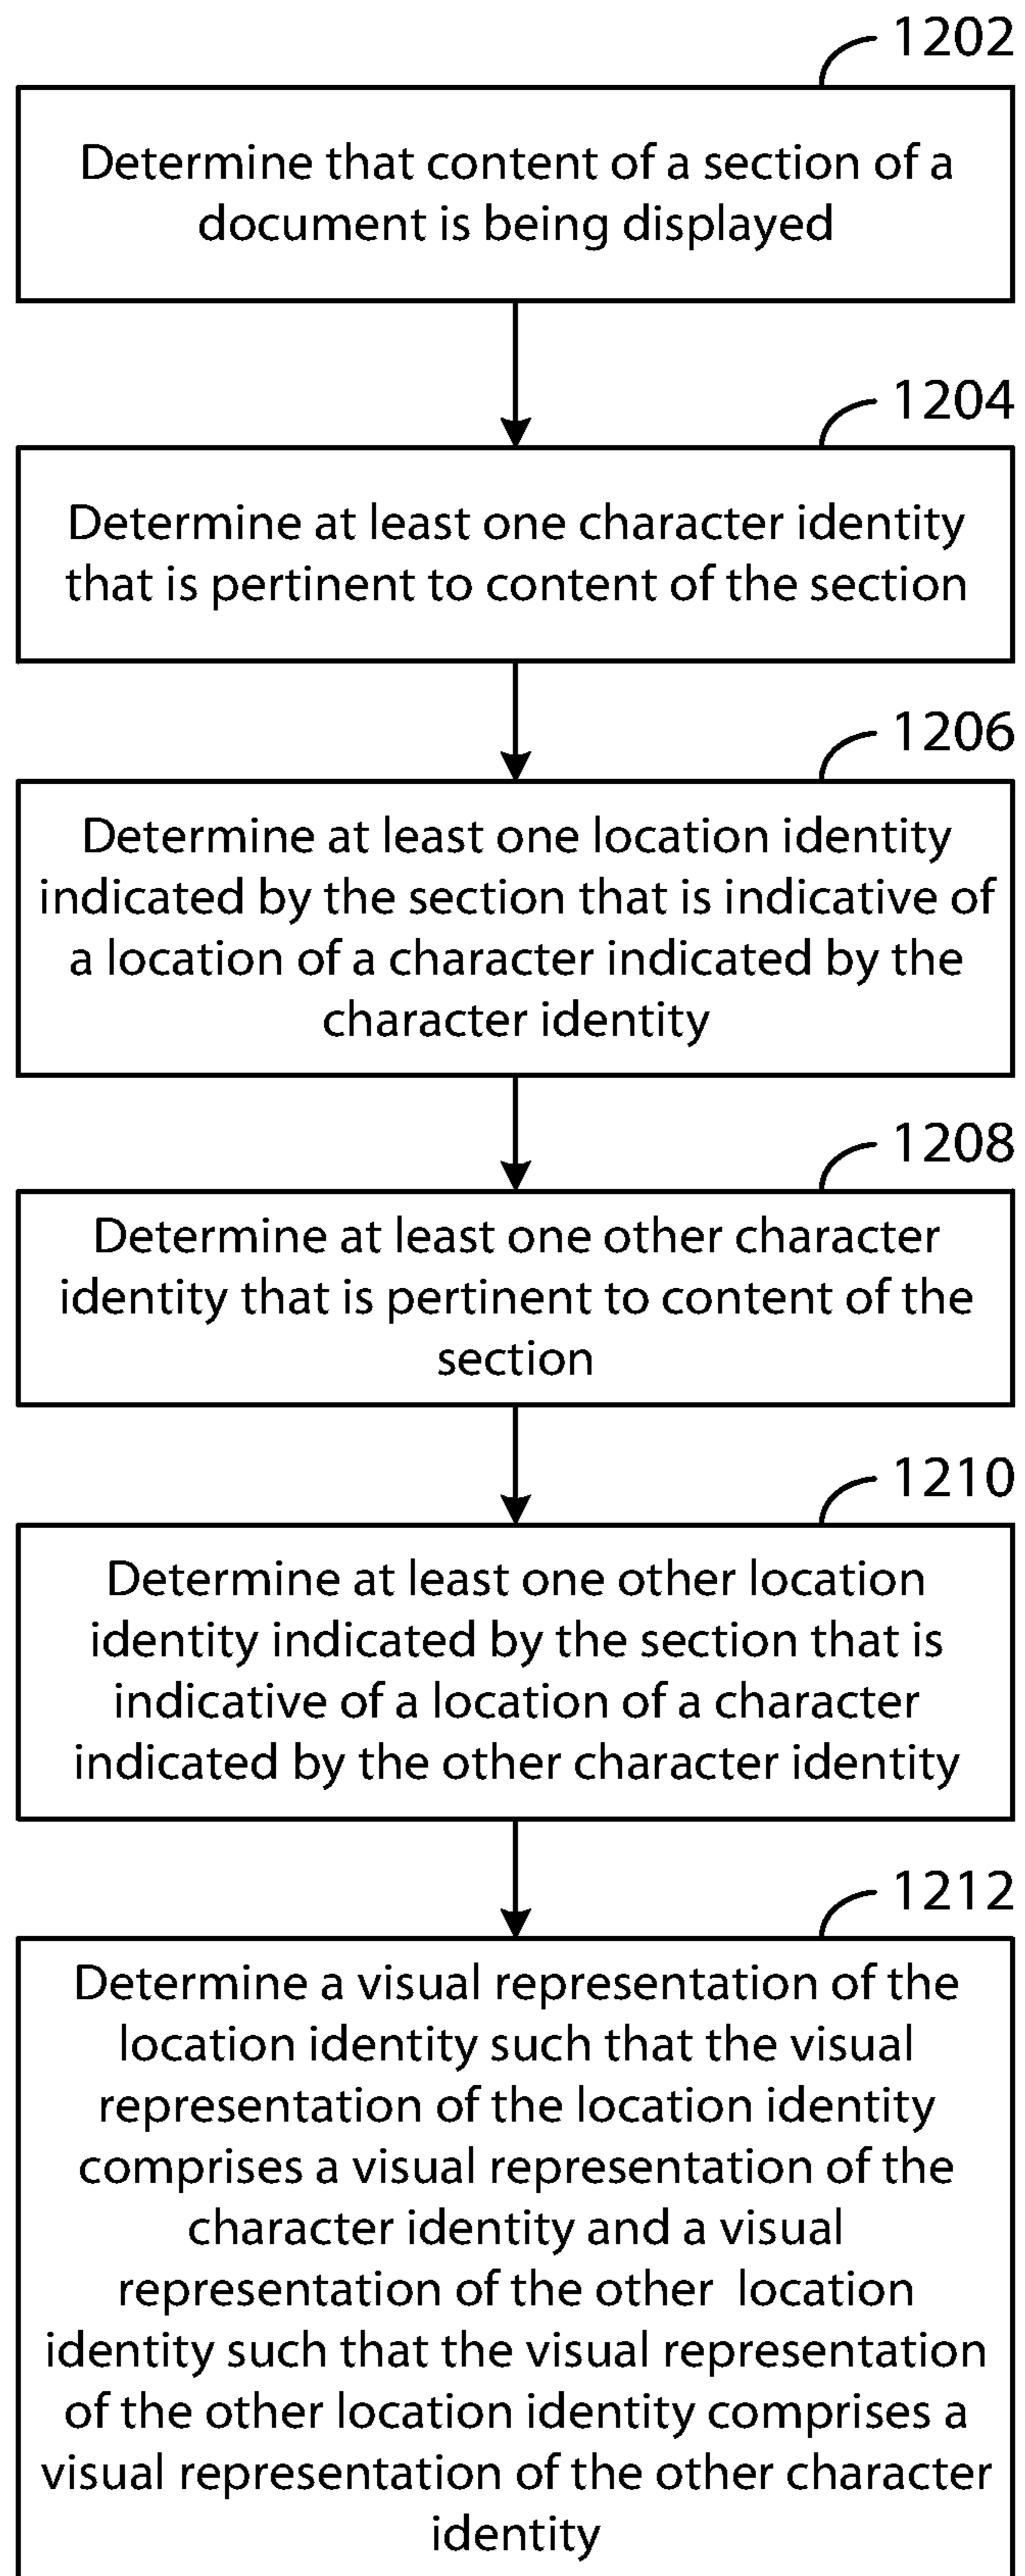 1202
Determine that content of a section of a
document is being displayed
1204
Determine at least one character identity
that is pertinent to content of the section
1206
Determine at least one location identity
indicated by the section that is indicative of
a location of a character indicated by the
character identity
1208
Determine at least one other character
identity that is pertinent to content of the
section
1210
Determine at least one other location
identity indicated by the section that is
indicative of a location of a character
indicated by the other character identity
1212
Determine a visual representation of the
location identity such that the visual
representation of the location identity
comprises a visual representation of the
character identity and a visual
representation of the other location
identity such that the visual representation
of the other location identity comprises a
visual representation of the other character
identity